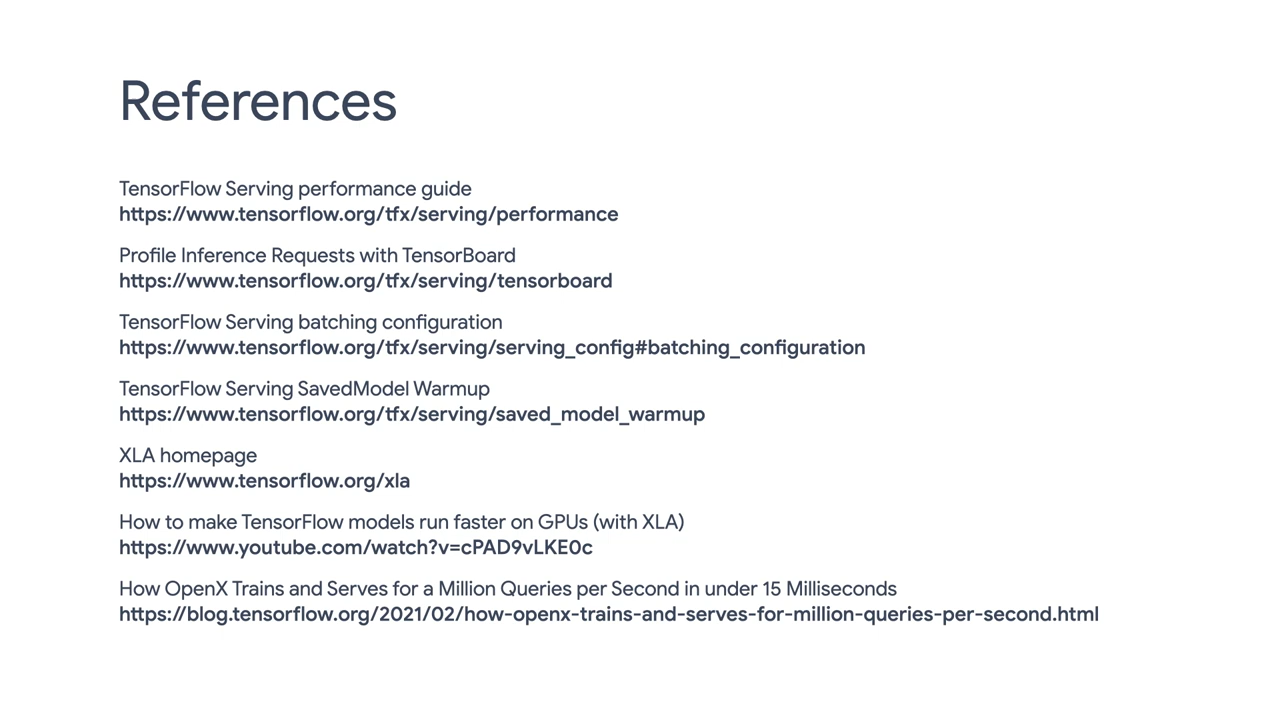 References
TensorFlow Serving performance guide
https://www.tensorflow.org/tfx/serving/performance
Profile Inference Requests with TensorBoard
https://www.tensorflow.org/tfx/serving/tensorboard
TensorFlow Serving batching configuration
https://www.tensorflow.org/tfx/serving/serving_config#batching_configuration
TensorFlow Serving SavedModel Warmup
https://www.tensorflow.org/tfx/serving/saved_model_warmup
XLA homepage
https://www.tensorflow.org/xla
How to make TensorFlow models run faster on GPUs (with XLA)
https://www.youtube.com/watch?v=cPAD9vLKE0c
How OpenX Trains and Serves for a Million Queries per Second in under 15 Milliseconds
https://blog.tensorflow.org/2021/02/how-openx-trains-and-serves-for-million-queries-per-second.html